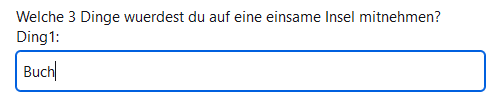 Welche 3 Dinge wuerdest du auf eine einsame Insel mitnehmen?
Ding1:
Buch